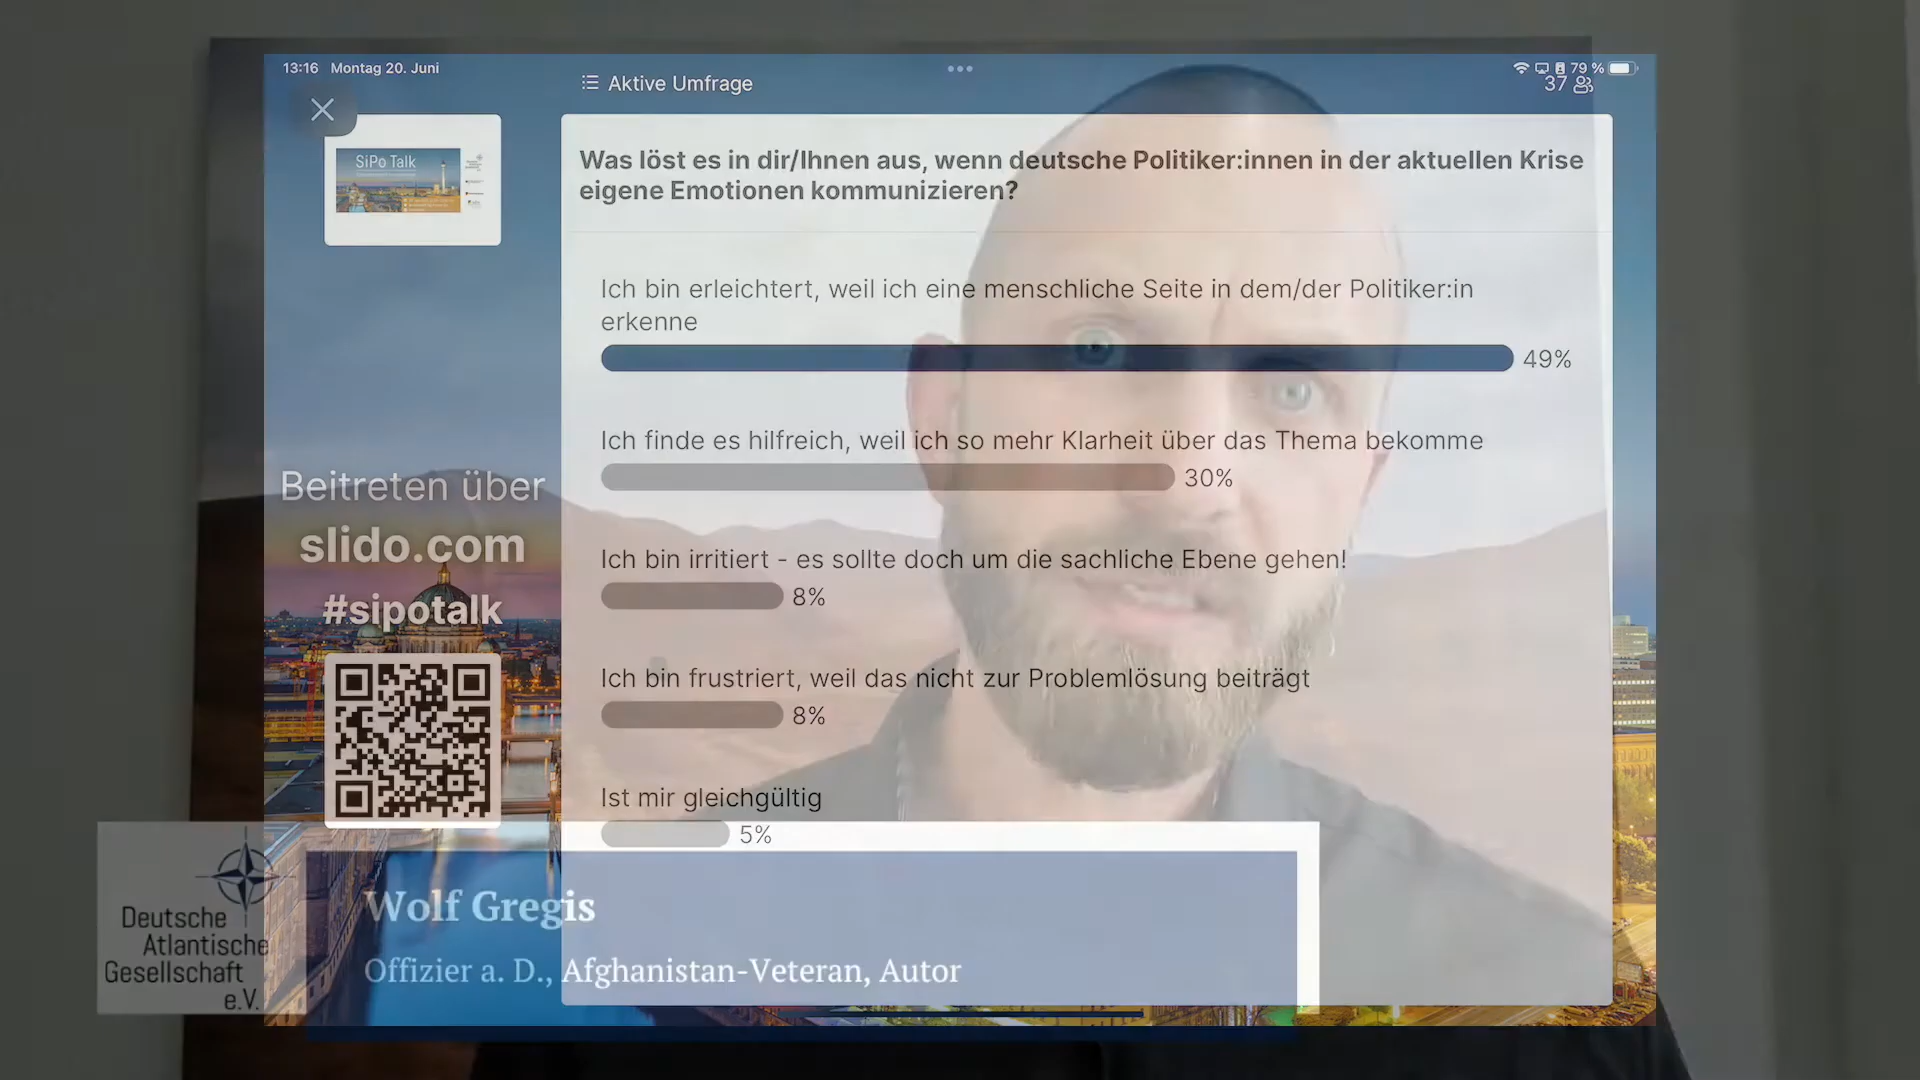 13:16 Montag 20. Juni
79 %
Aktive Umfrage
37
SiPo Talk
Was löst es in dir/Ihnen aus, wenn deutsche Politiker:innen in der aktuellen Krise
eigene Emotionen kommunizieren?
Ich bin erleichtert, weil ich eine menschliche Seite in dem/der Politiker:in
erkenne
49%
Ich finde es hilfreich, weil ich so mehr Klarheit über das Thema bekomme
30%
Ich bin irritiert - es sollte doch um die sachliche Ebene gehen!
8%
Ich bin frustriert, weil das nicht zur Problemlösung beiträgt
8%
Ist mir gleichgültig
5%
Beitreten über
slido.com
#sipotalk
Deutsche
Atlantische
Gesellschaft
e.V.
Wolf Gregis
Offizier a. D., Afghanistan-Veteran, Autor